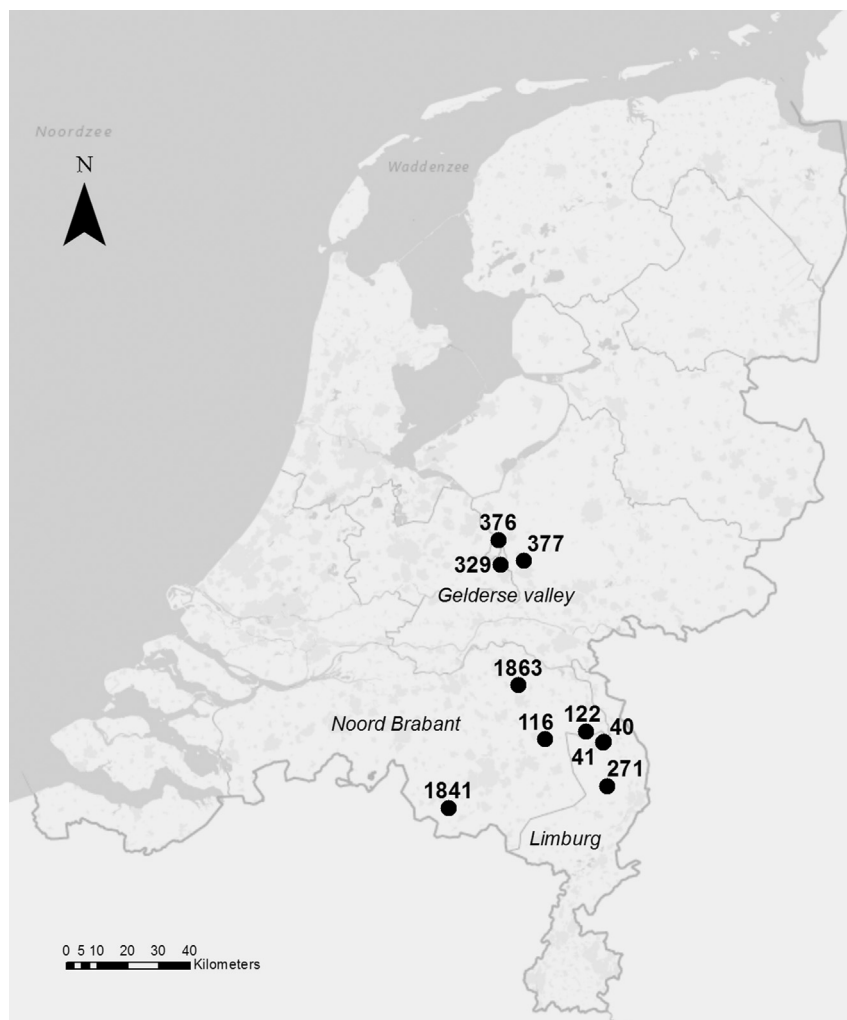 Noordzee
N
Waddenzee
376
377
329
Gelderse valley
1863
Noord Brabant
116
122
40
41
271
1841
Limburg
0 5 10 20 30 40
Kilometers